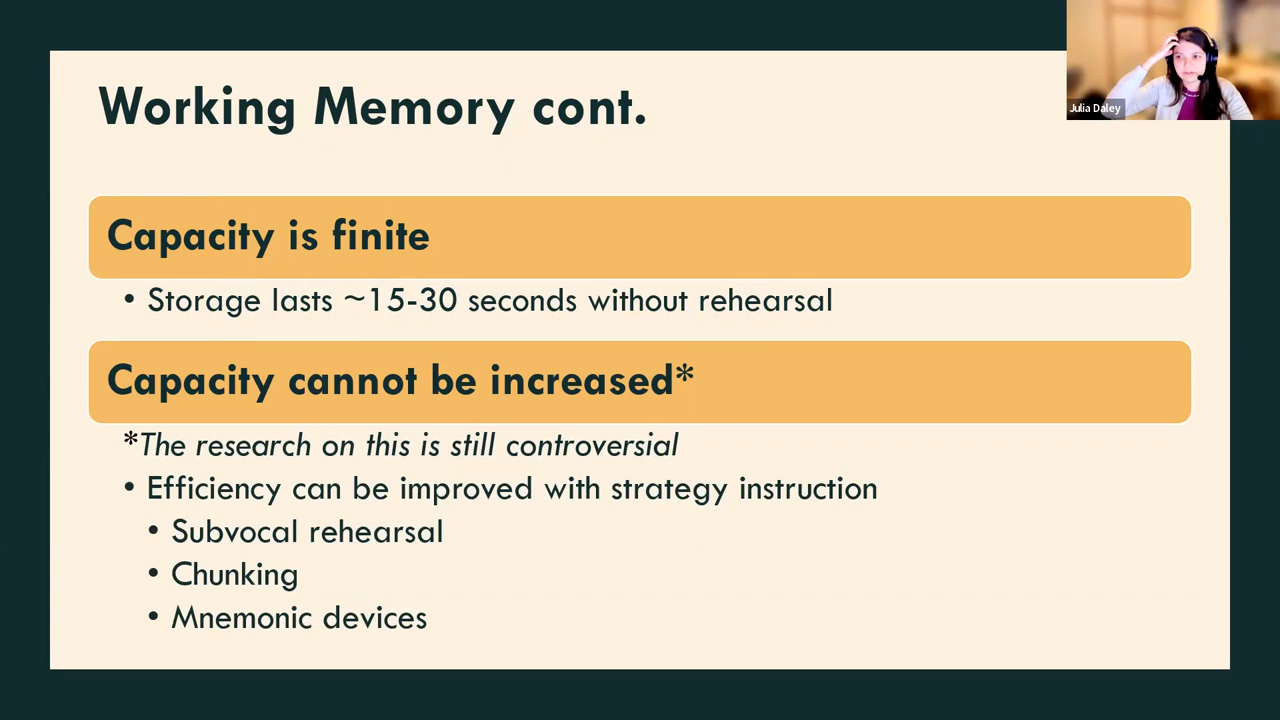 Working Memory cont.
Julia Daley
Capacity is finite
• Storage lasts ~15-30 seconds without rehearsal
Capacity cannot be increased*
*The research on this is still controversial
• Efficiency can be improved with strategy instruction
• Subvocal rehearsal
• Chunking
• Mnemonic devices